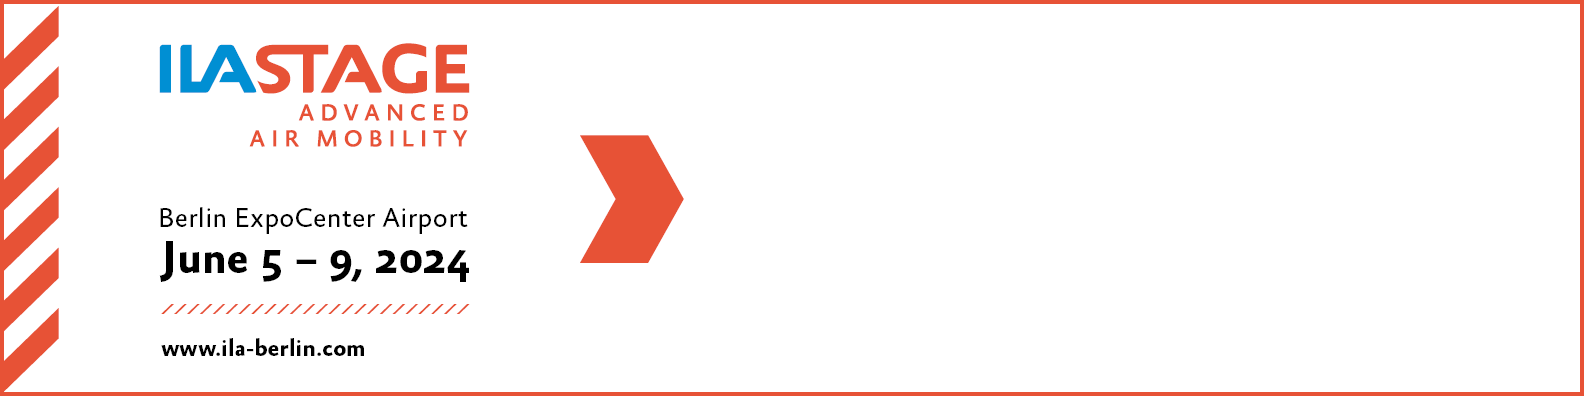 ILASTAGE
ADVANCED
AIR MOBILITY
Berlin ExpoCenter Airport
June 5 – 9, 2024
www.ila-berlin.com